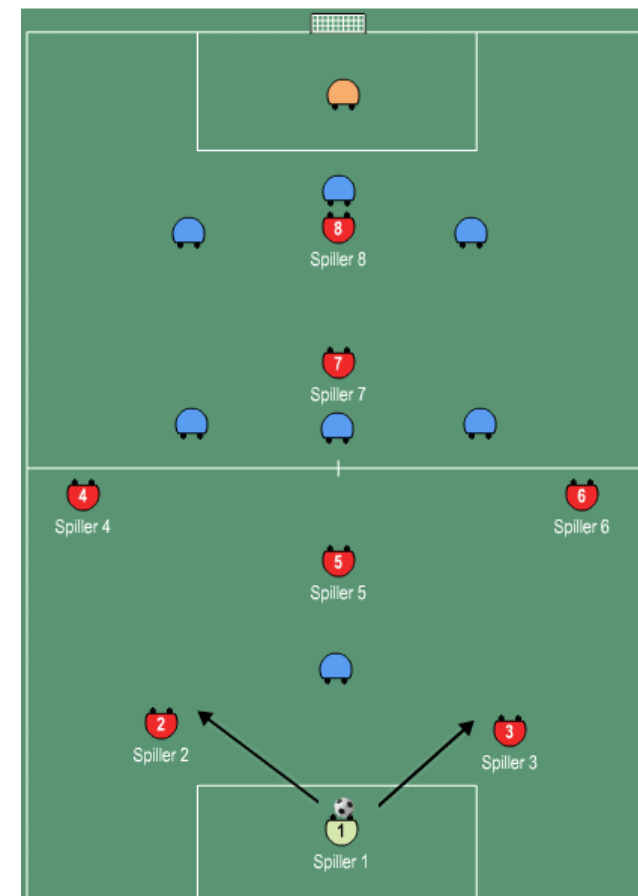 8
Spiller 8
7
Spiller 7
4
Spiller 4
6
Spiller 6
5
Spiller 5
2
Spiller 2
3
Spiller 3
1
Spiller 1